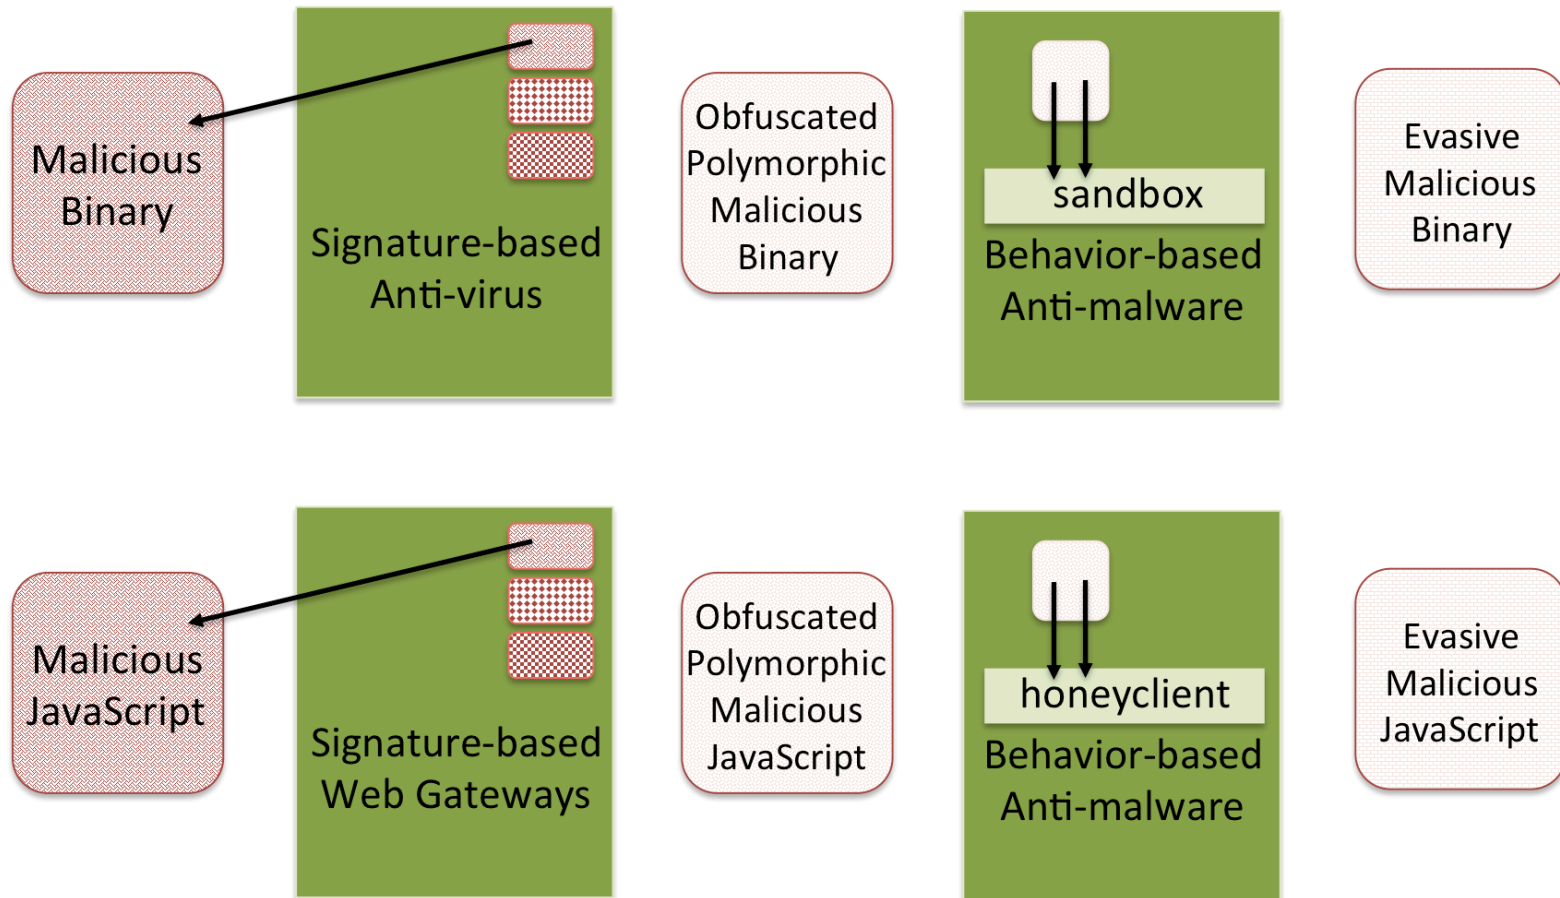 Malicious
Binary
Signature-based
Anti-virus
Obfuscated
Polymorphic
Malicious
Binary
sandbox
Behavior-based
Anti-malware
Evasive
Malicious
Binary
Malicious
JavaScript
Signature-based
Web Gateways
Obfuscated
Polymorphic
Malicious
JavaScript
honeyclient
Behavior-based
Anti-malware
Evasive
Malicious
JavaScript